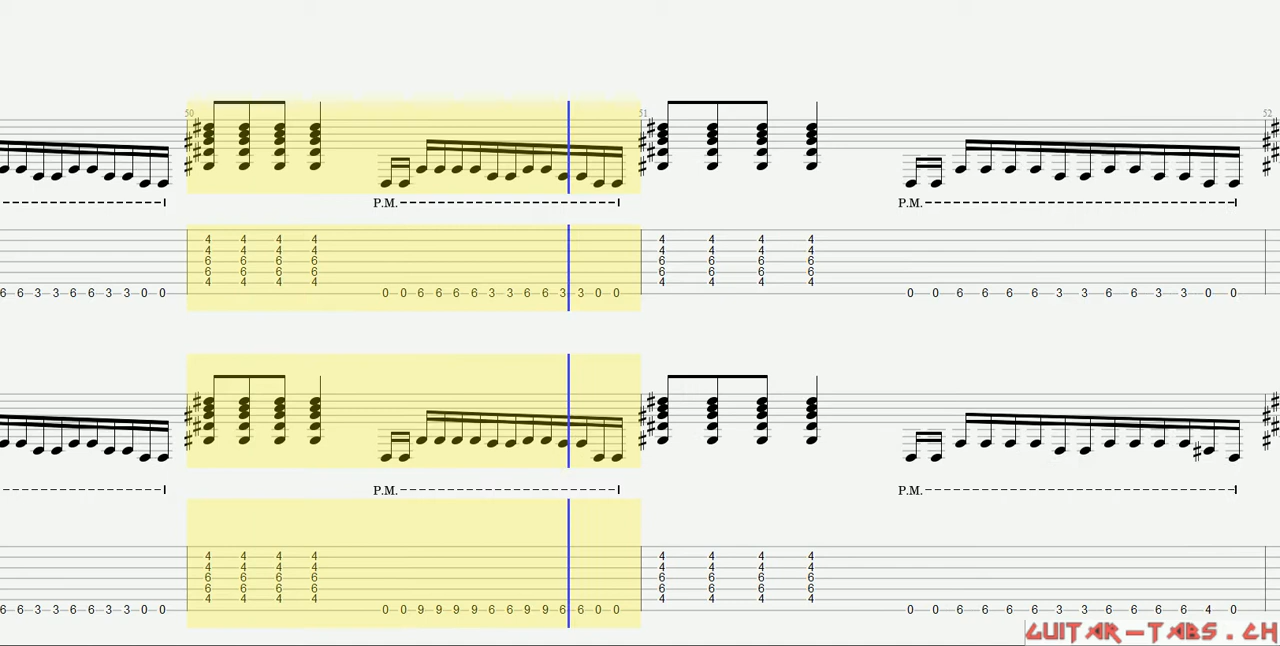 50 51 52
P.M. P.M.
4 4 4 4 4 4 4 4
4 4 4 4 4 4 4 4
6 6 6 6 6 6 6 6
6 6 6 6 6 6 6 6
4 4 4 4 4 4 4 4
6 6 3 3 6 6 3 3 0 0 0 0 6 6 6 6 3 3 6 6 3 3 0 0 0 0 6 6 6 6 3 3 6 6 3 3 0 0
P.M. P.M.
4 4 4 4 4 4 4 4
4 4 4 4 4 4 4 4
6 6 6 6 6 6 6 6
6 6 6 6 6 6 6 6
4 4 4 4 4 4 4 4
6 6 3 3 6 6 3 3 0 0 0 0 9 9 9 9 6 6 9 9 6 6 0 0 0 0 6 6 6 6 3 3 6 6 6 6 4 0
GUITAR-TABS.CH